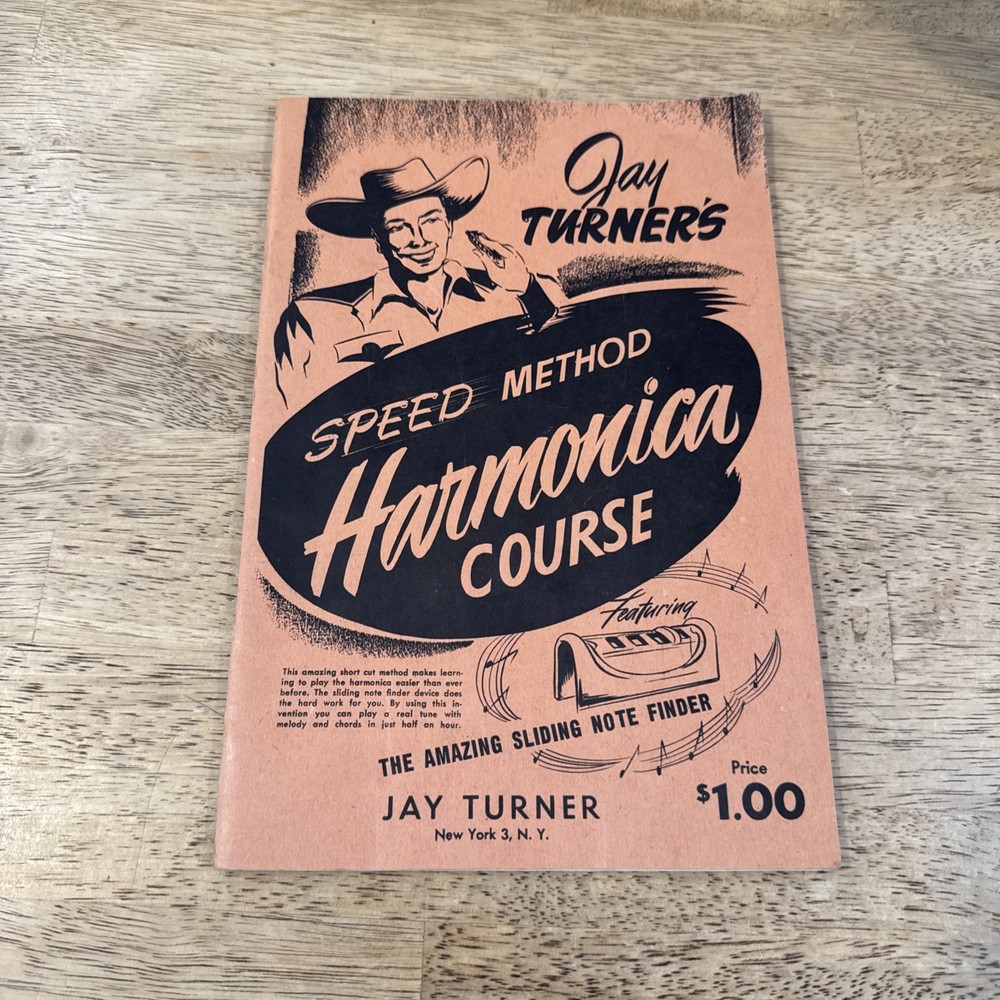 Jay
TURNER'S
SPEED METHOD
Harmonica
COURSE
Featuring
This amazing short cut method makes learn-
ing to play the harmonica easier than ever
before. The sliding note finder device does
the hard work for you. By using this in-
vention you can play a real tune with
melody and chords in just half an hour.
THE AMAZING SLIDING NOTE FINDER
Price
$1.00
JAY TURNER
New York 3, N. Y.